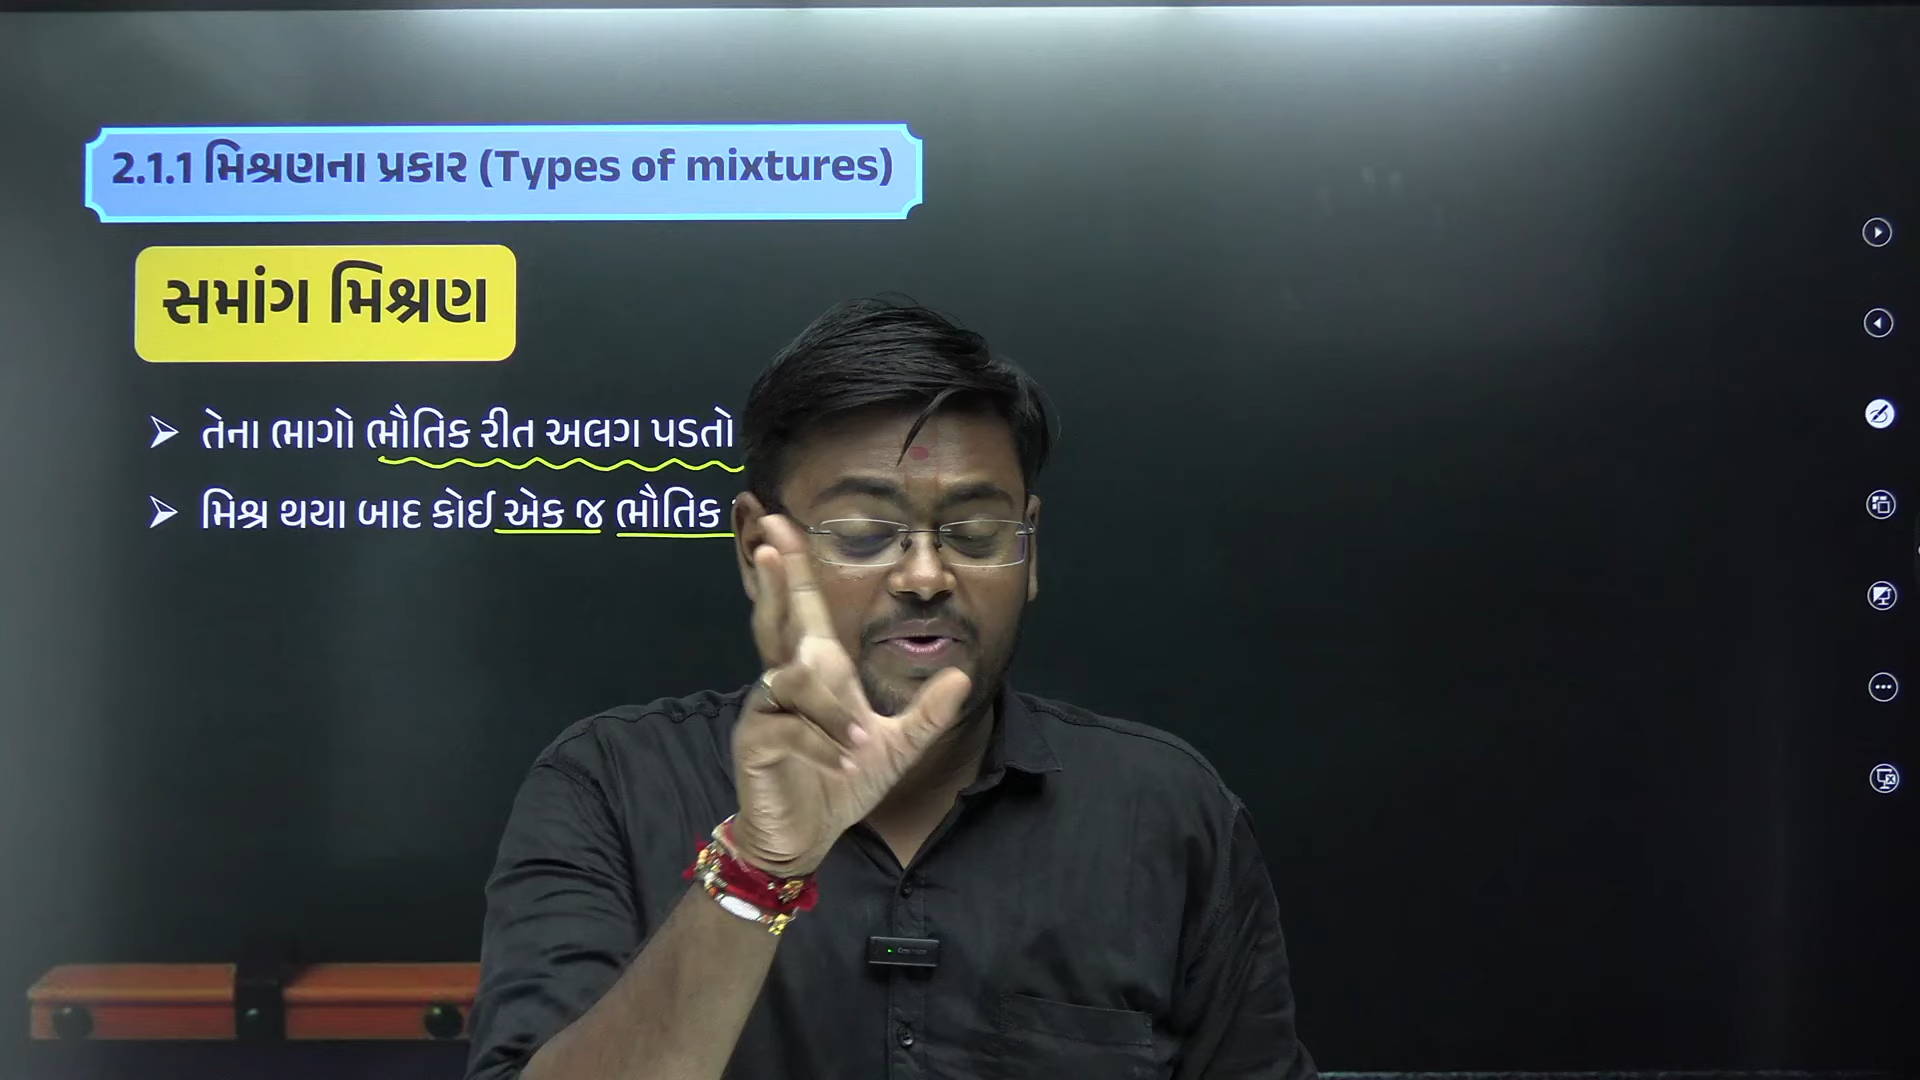 2.1.1 મિશ્રણના પ્રકાર (Types of mixtures)
સમાંગ મિશ્રણ
➢ તેના ભાગો ભૌતિક રીત અલગ પડતો
➢ મિશ્ર થયા બાદ કોઈ એક જ ભૌતિક